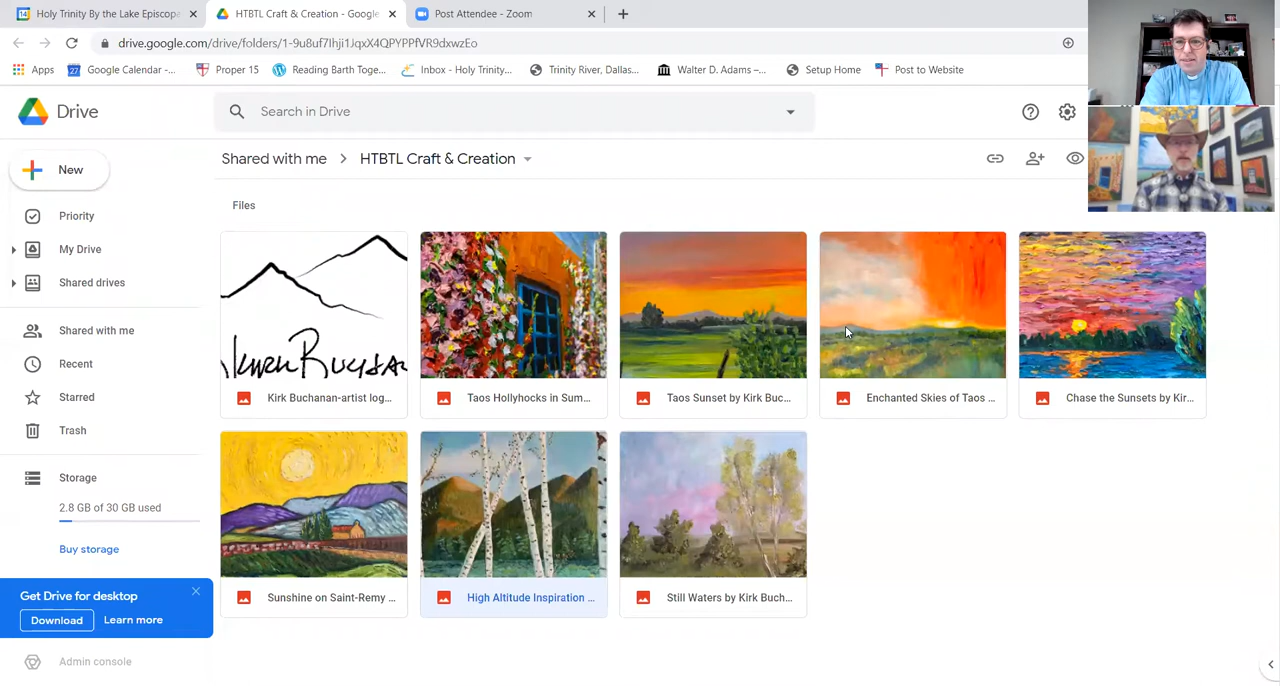 Holy Trinity By the Lake Episcopa
HTBTL Craft & Creation - Google
Post Attendee - Zoom
drive.google.com/drive/folders/1-9u8uf7Ihji1JqxX4QPYPPfVR9dxwzEo
Apps
Google Calendar -...
Proper 15
Reading Barth Toge...
Inbox - Holy Trinity...
Trinity River, Dallas...
Walter D. Adams –...
Setup Home
Post to Website
Drive
Search in Drive
Shared with me
HTBTL Craft & Creation
New
Files
Priority
My Drive
Shared drives
Shared with me
Recent
Starred
Trash
Storage
2.8 GB of 30 GB used
Buy storage
Get Drive for desktop
Download
Learn more
Admin console
Kirk Buchanan-artist log...
Taos Hollyhocks in Sum...
Taos Sunset by Kirk Buc...
Enchanted Skies of Taos ...
Chase the Sunsets by Kir...
Sunshine on Saint-Remy ...
High Altitude Inspiration ...
Still Waters by Kirk Buch...